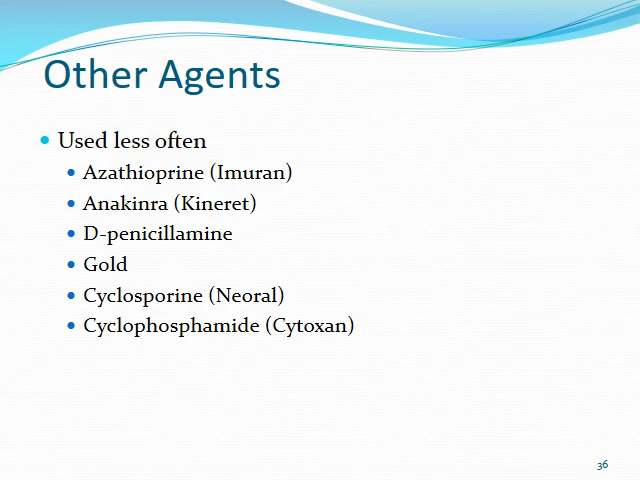 Other Agents
• Used less often
• Azathioprine (Imuran)
• Anakinra (Kineret)
• D-penicillamine
• Gold
• Cyclosporine (Neoral)
• Cyclophosphamide (Cytoxan)
36